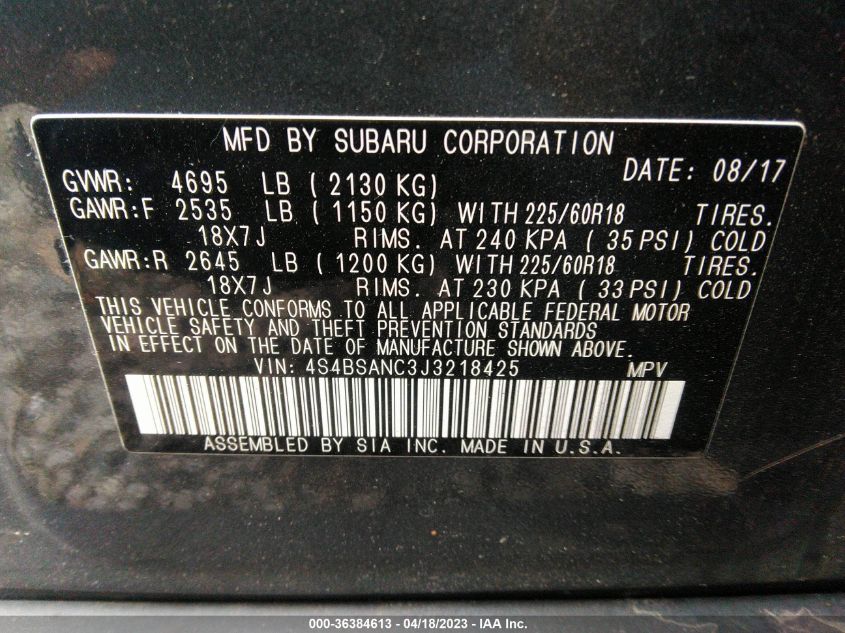 MFD BY SUBARU CORPORATION
DATE: 08/17
GVWR: 4695 LB ( 2130 KG)
GAWR:F 2535 LB ( 1150 KG) WITH 225/60R18 TIRES.
18X7J RIMS. AT 240 KPA ( 35 PSI) COLD
GAWR:R 2645 LB ( 1200 KG) WITH 225/60R18 TIRES.
18X7J RIMS. AT 230 KPA ( 33 PSI) COLD
THIS VEHICLE CONFORMS TO ALL APPLICABLE FEDERAL MOTOR
VEHICLE SAFETY AND THEFT PREVENTION STANDARDS
IN EFFECT ON THE DATE OF MANUFACTURE SHOWN ABOVE.
VIN: 4S4BSANC3J3218425 MPV
ASSEMBLED BY SIA INC. MADE IN U.S.A.
000-36384613 - 04/18/2023 - IAA Inc.